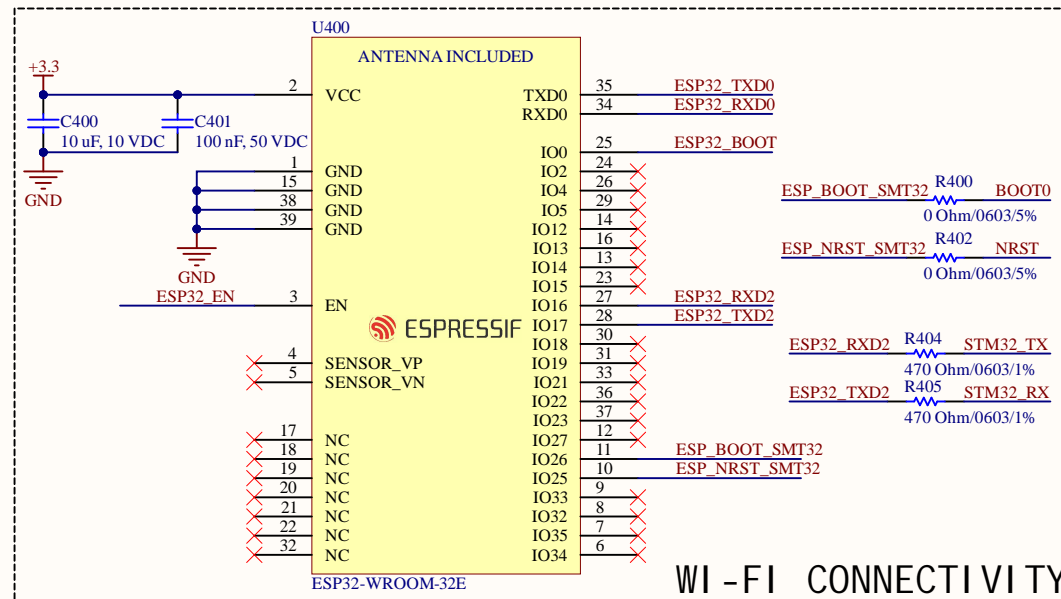 U400
ANTENNA INCLUDED
+3.3
2 VCC
C400
10 uF, 10 VDC
C401
100 nF, 50 VDC
GND
1 GND
15 GND
38 GND
39 GND
GND
ESP32_EN 3 EN
ESPRESSIF
4 SENSOR_VP
5 SENSOR_VN
17 NC
18 NC
19 NC
20 NC
21 NC
22 NC
32 NC
TXD0 35 ESP32_TXD0
RXD0 34 ESP32_RXD0
IO0 25 ESP32_BOOT
IO2 24
IO4 26
IO5 29
IO12 14
IO13 16
IO14 13
IO15 23
IO16 27 ESP32_RXD2
IO17 28 ESP32_TXD2
IO18 30
IO19 31
IO21 33
IO22 36
IO23 37
IO27 12
IO26 11 ESP_BOOT_SMT32
IO25 10 ESP_NRST_SMT32
IO33 9
IO32 8
IO35 7
IO34 6
ESP32-WROOM-32E
ESP_BOOT_SMT32 R400 BOOT0
0 Ohm/0603/5%
ESP_NRST_SMT32 R402 NRST
0 Ohm/0603/5%
ESP32_RXD2 R404 STM32_TX
470 Ohm/0603/1%
ESP32_TXD2 R405 STM32_RX
470 Ohm/0603/1%
WI-FI CONNECTIVITY